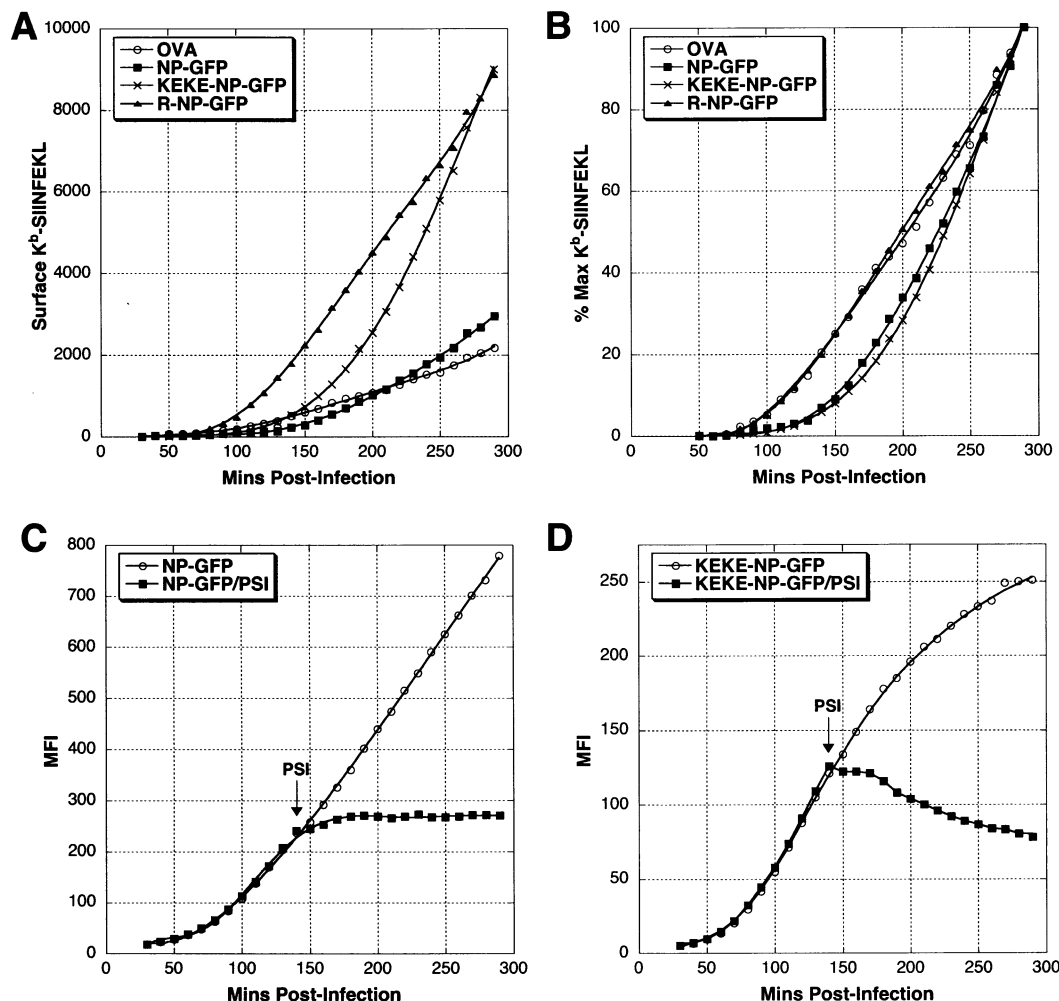 A
10000
8000
6000
4000
2000
0
Surface Kᵇ-SIINFEKL
OVA
NP-GFP
KEKE-NP-GFP
R-NP-GFP
0 50 100 150 200 250 300
Mins Post-Infection
B
100
80
60
40
20
0
% Max Kᵇ-SIINFEKL
OVA
NP-GFP
KEKE-NP-GFP
R-NP-GFP
0 50 100 150 200 250 300
Mins Post-Infection
C
800
700
600
500
400
300
200
100
0
MFI
NP-GFP
NP-GFP/PSI
PSI
0 50 100 150 200 250 300
Mins Post-Infection
D
250
200
150
100
50
0
MFI
KEKE-NP-GFP
KEKE-NP-GFP/PSI
PSI
0 50 100 150 200 250 300
Mins Post-Infection